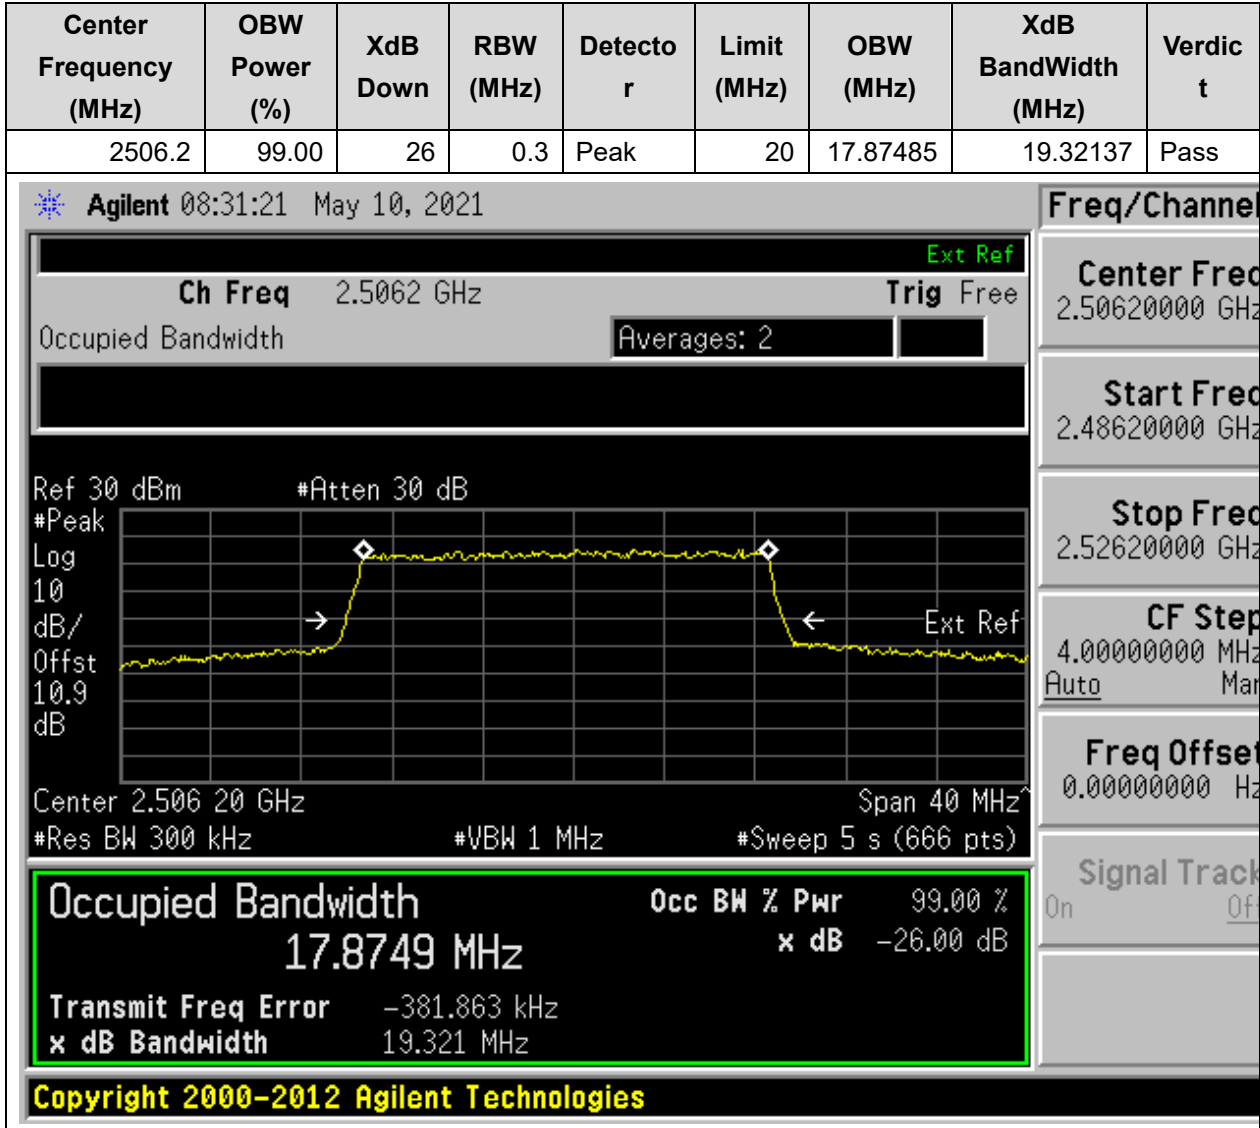 Center Frequency (MHz) OBW Power (%) XdB Down RBW (MHz) Detector Limit (MHz) OBW (MHz) XdB BandWidth (MHz) Verdict
2506.2 99.00 26 0.3 Peak 20 17.87485 19.32137 Pass
Agilent 08:31:21 May 10, 2021
Freq/Channel
Ext Ref
Ch Freq 2.5062 GHz Trig Free
Occupied Bandwidth Averages: 2
Center Freq
2.50620000 GHz
Start Freq
2.48620000 GHz
Stop Freq
2.52620000 GHz
CF Step
4.00000000 MHz
Auto Man
Freq Offset
0.00000000 Hz
Signal Track
On Off
Ref 30 dBm #Atten 30 dB
#Peak
Log
10
dB/
Offst
10.9
dB
Ext Ref
Center 2.506 20 GHz Span 40 MHz^
#Res BW 300 kHz #VBW 1 MHz #Sweep 5 s (666 pts)
Occupied Bandwidth Occ BW % Pwr 99.00 %
17.8749 MHz x dB -26.00 dB
Transmit Freq Error -381.863 kHz
x dB Bandwidth 19.321 MHz
Copyright 2000-2012 Agilent Technologies